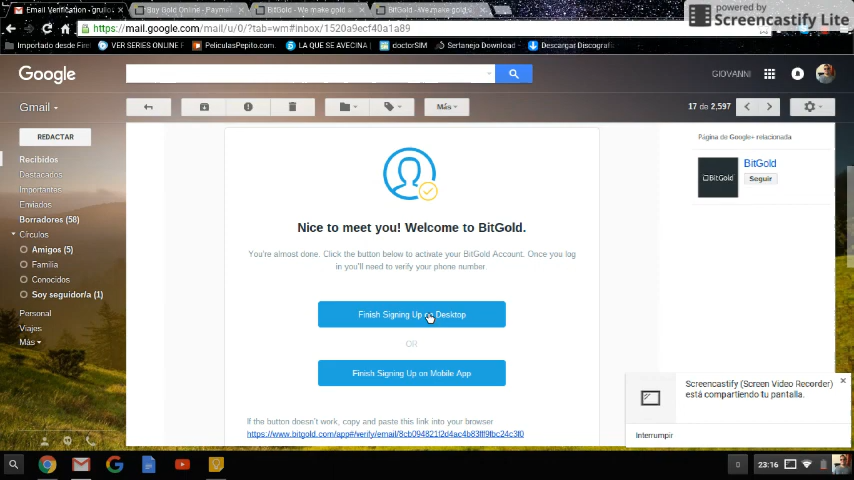 Email Verification - grulo
Buy Gold Online - Payme
BitGold - We make gold a
BitGold - We make gold
powered by
Screencastify Lite
https://mail.google.com/mail/u/0/?tab=wm#inbox/1520a9ecf40a1a89
Importado desde Firef
VER SERIES ONLINE F
PeliculasPepito.com.
LA QUE SE AVECINA |
doctorSIM
Sertanejo Download -
Descargar Discografia
Google
GIOVANNI
Gmail
Más
17 de 2,597
REDACTAR
Recibidos
Destacados
Importantes
Enviados
Borradores (58)
Círculos
Amigos (5)
Familia
Conocidos
Soy seguidor/a (1)
Personal
Viajes
Más
Nice to meet you! Welcome to BitGold.
You're almost done. Click the button below to activate your BitGold Account. Once you log
in you'll need to verify your phone number.
Finish Signing Up on Desktop
OR
Finish Signing Up on Mobile App
If the button doesn't work, copy and paste this link into your browser
Página de Google+ relacionada
BitGold
BitGold
Seguir
Screencastify (Screen Video Recorder)
está compartiendo tu pantalla.
Interrumpir
0
23:16